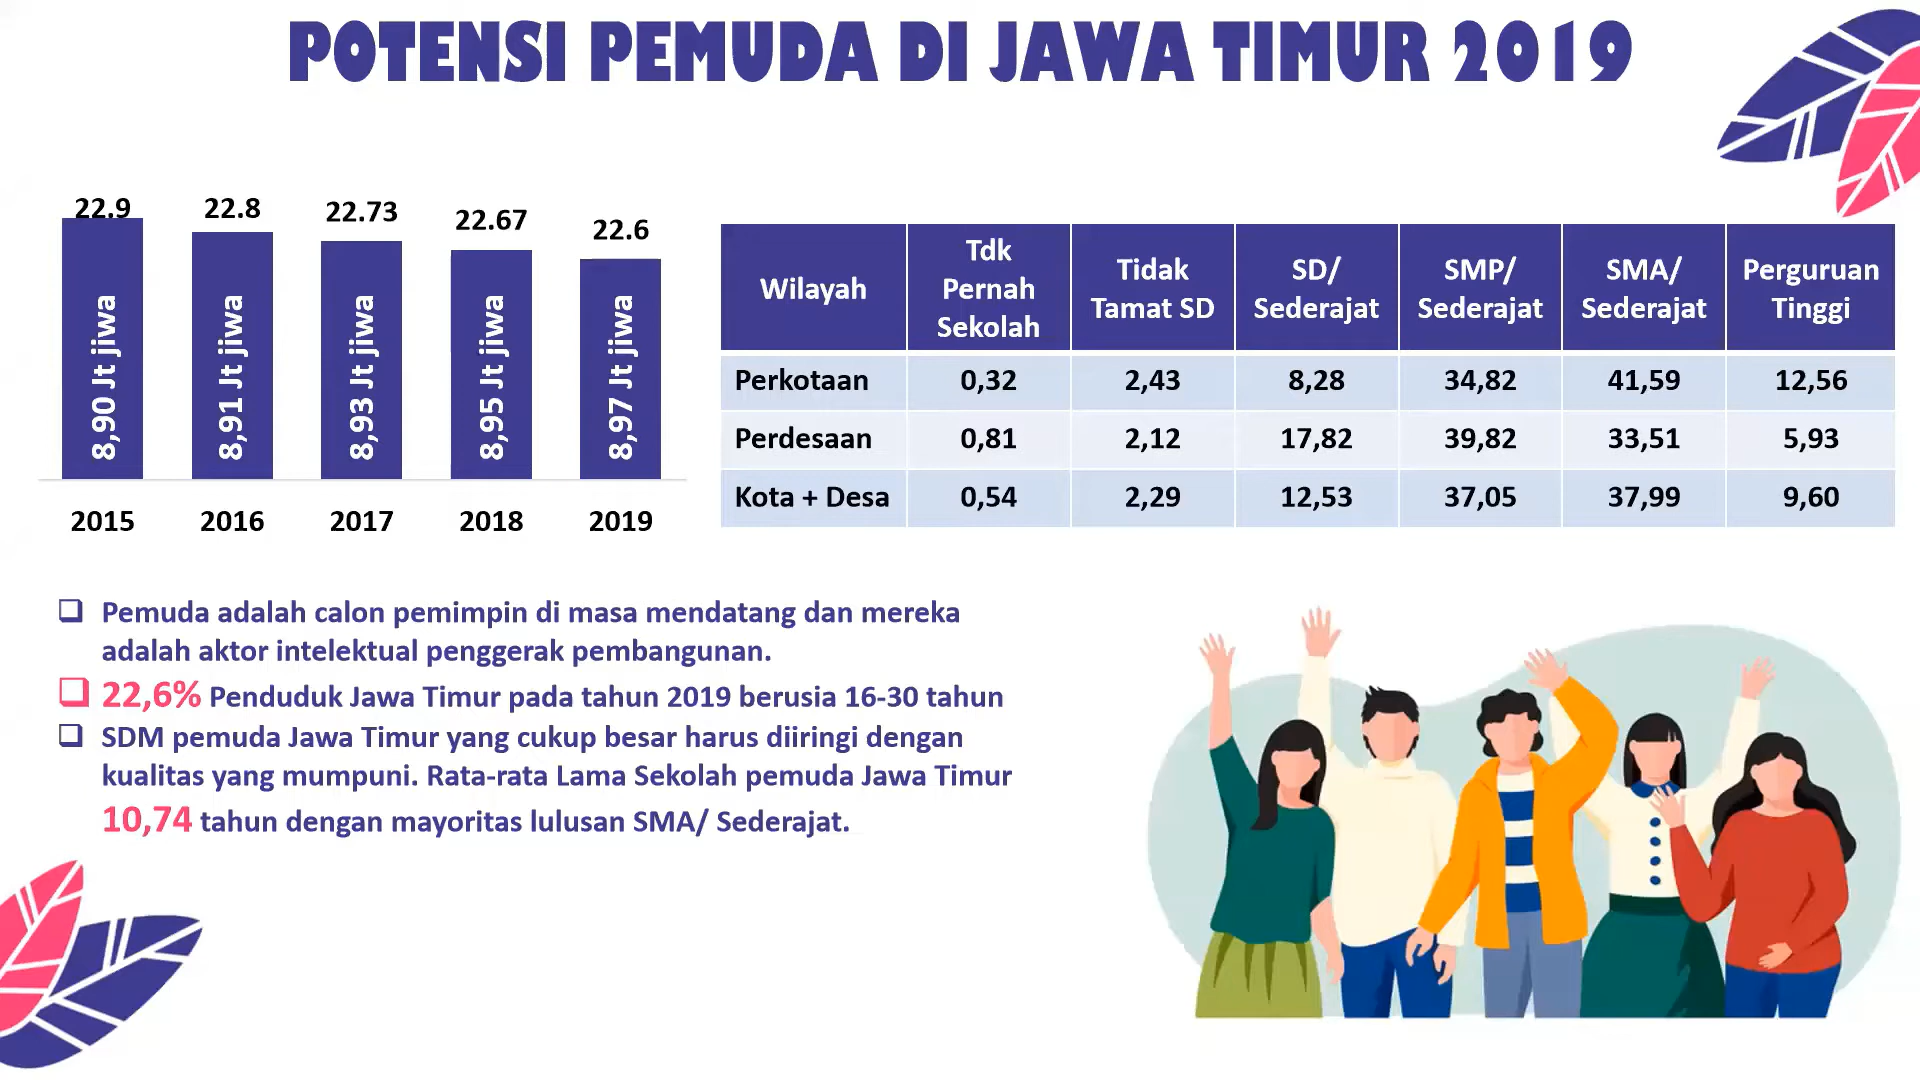 POTENSI PEMUDA DI JAWA TIMUR 2019
22.9
22.8
22.73
22.67
22.6
8,90 Jt jiwa
8,91 Jt jiwa
8,93 Jt jiwa
8,95 Jt jiwa
8,97 Jt jiwa
2015
2016
2017
2018
2019
Wilayah
Tdk
Pernah
Sekolah
Tidak
Tamat SD
SD/
Sederajat
SMP/
Sederajat
SMA/
Sederajat
Perguruan
Tinggi
Perkotaan 0,32 2,43 8,28 34,82 41,59 12,56
Perdesaan 0,81 2,12 17,82 39,82 33,51 5,93
Kota + Desa 0,54 2,29 12,53 37,05 37,99 9,60
Pemuda adalah calon pemimpin di masa mendatang dan mereka
adalah aktor intelektual penggerak pembangunan.
22,6% Penduduk Jawa Timur pada tahun 2019 berusia 16-30 tahun
SDM pemuda Jawa Timur yang cukup besar harus diiringi dengan
kualitas yang mumpuni. Rata-rata Lama Sekolah pemuda Jawa Timur
10,74 tahun dengan mayoritas lulusan SMA/ Sederajat.